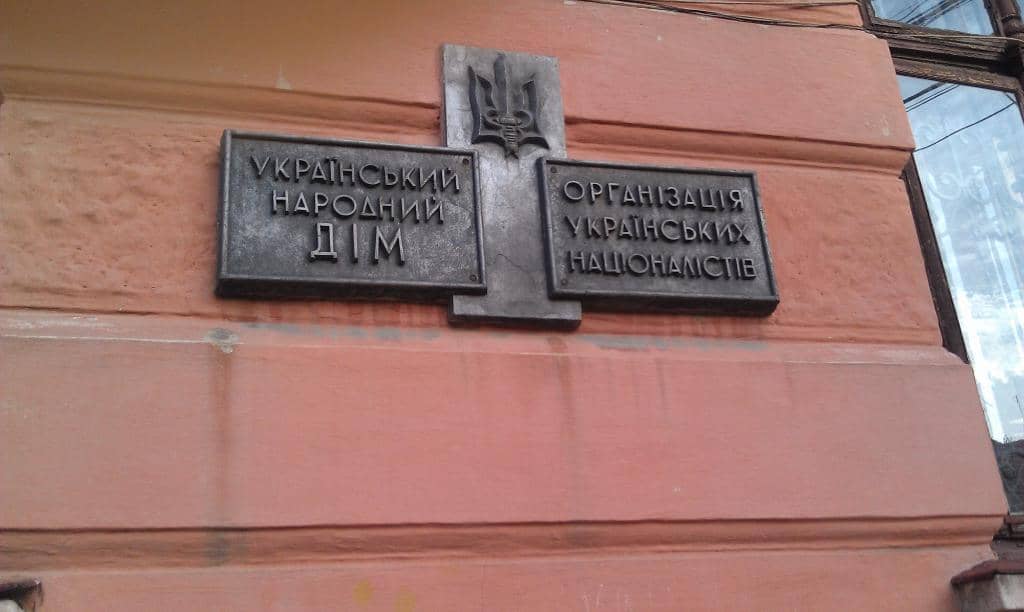 УКРАЇНСЬКИЙ
НАРОДНИЙ
ДІМ
ОРГАНІЗАЦІЯ
УКРАЇНСЬКИХ
НАЦІОНАЛІСТІВ